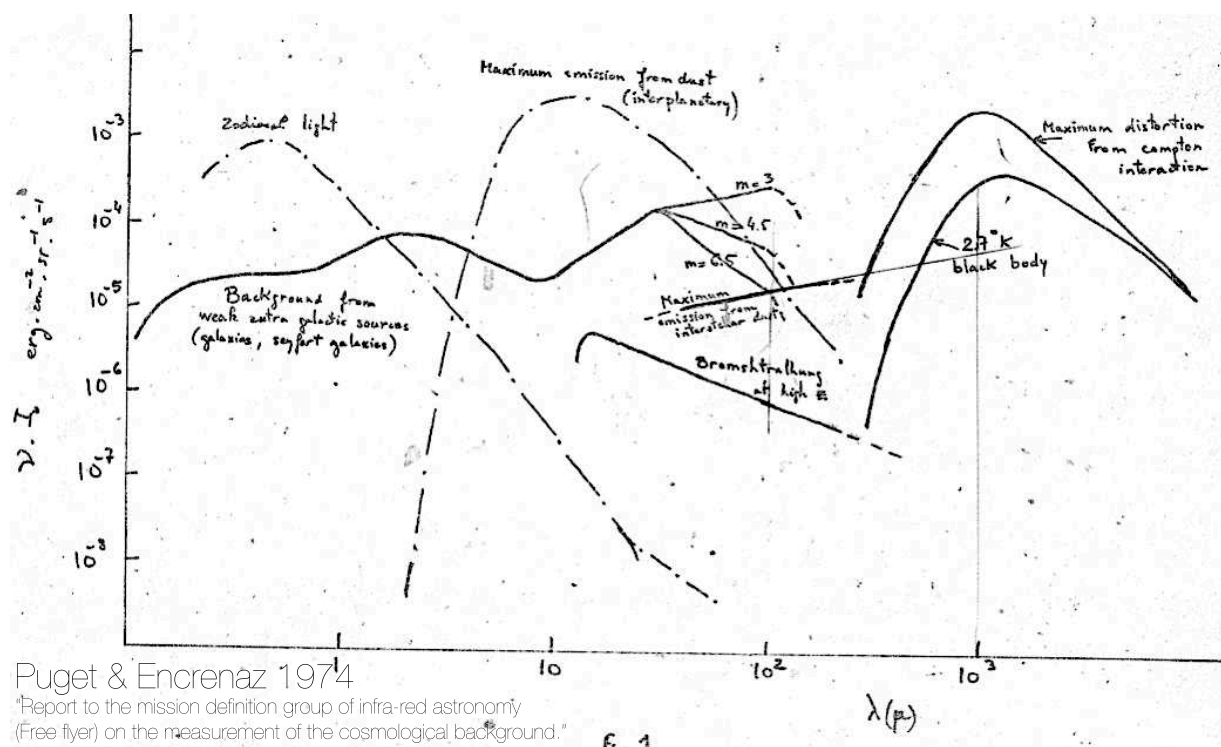 Maximum emission from dust
(interplanetary)
Zodiacal light
Maximum distortion
From compton
interaction
m=3
m=4.5
m=6.5
2.7°K
black body
Background from
weak extra galactic sources
(galaxies, seyfert galaxies)
Maximum
emission from
interstellar dust
Bremshtralhung
at high E
10⁻³
10⁻⁴
10⁻⁵
10⁻⁶
10⁻⁷
10⁻⁸
erg.cm⁻².sr⁻¹.s⁻¹
1
10
10²
10³
λ(μ)
Puget & Encrenaz 1974
"Report to the mission definition group of infra-red astronomy
(Free flyer) on the measurement of the cosmological background."